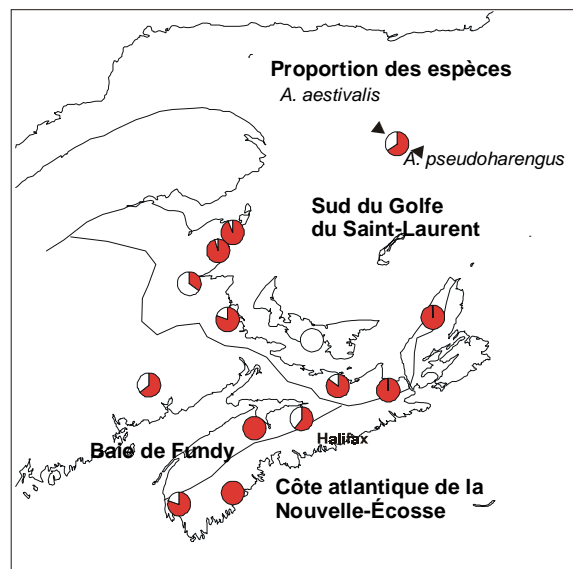 Proportion des espèces
A. aestivalis
A. pseudoharengus
Sud du Golfe
du Saint-Laurent
Halifax
Baie de Fundy
Côte atlantique de la
Nouvelle-Écosse